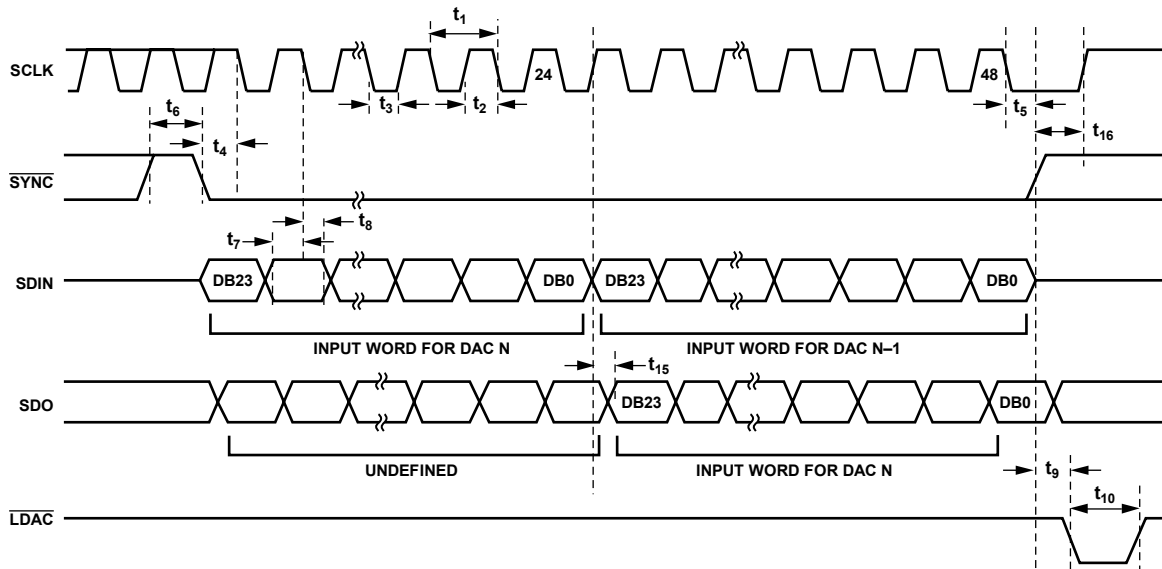 t1
SCLK
24
48
t3
t2
t5
t6
t4
t16
SYNC
t8
t7
SDIN
DB23
DB0
DB23
DB0
INPUT WORD FOR DAC N
INPUT WORD FOR DAC N–1
t15
SDO
DB23
DB0
UNDEFINED
INPUT WORD FOR DAC N
t9
t10
LDAC